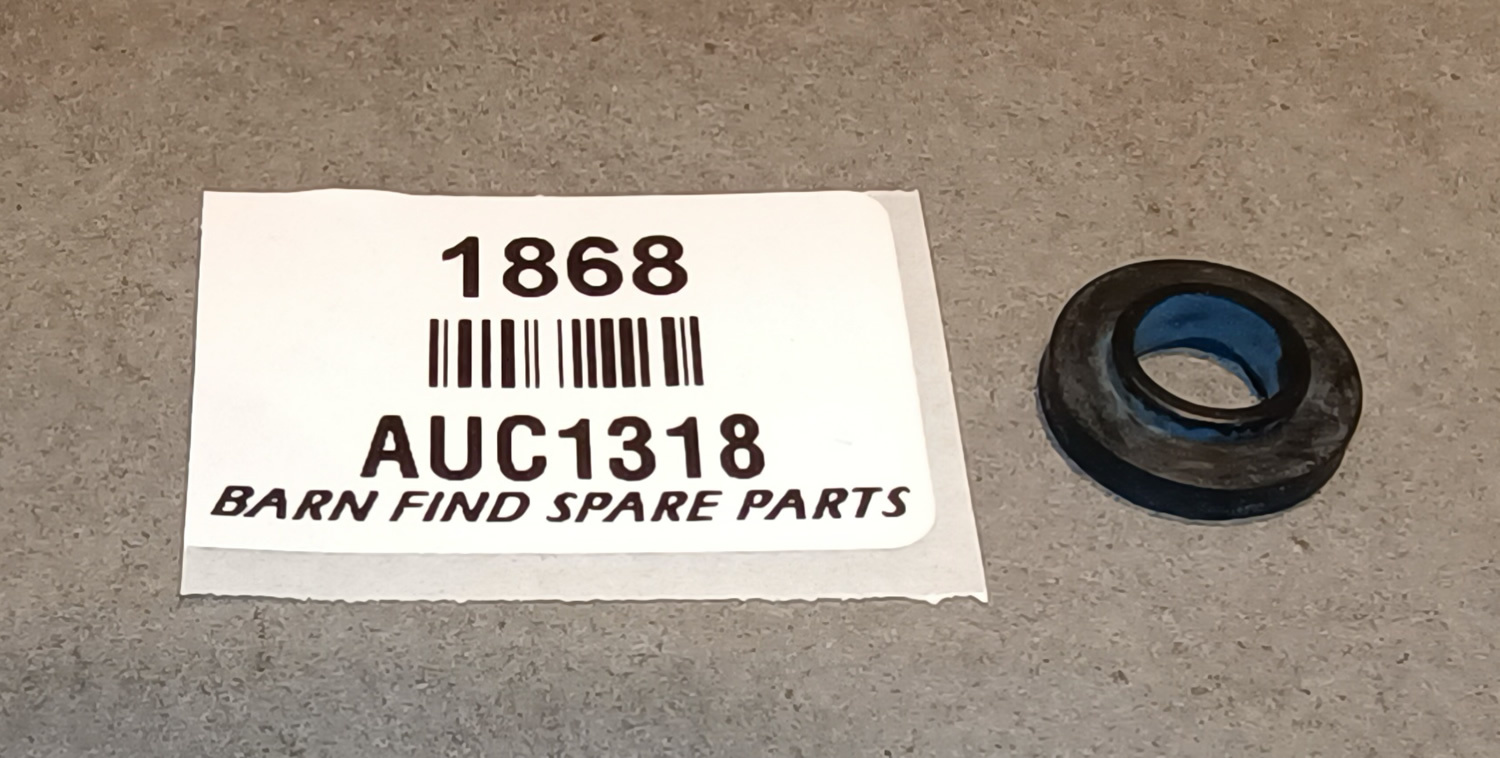 1868
AUC1318
BARN FIND SPARE PARTS